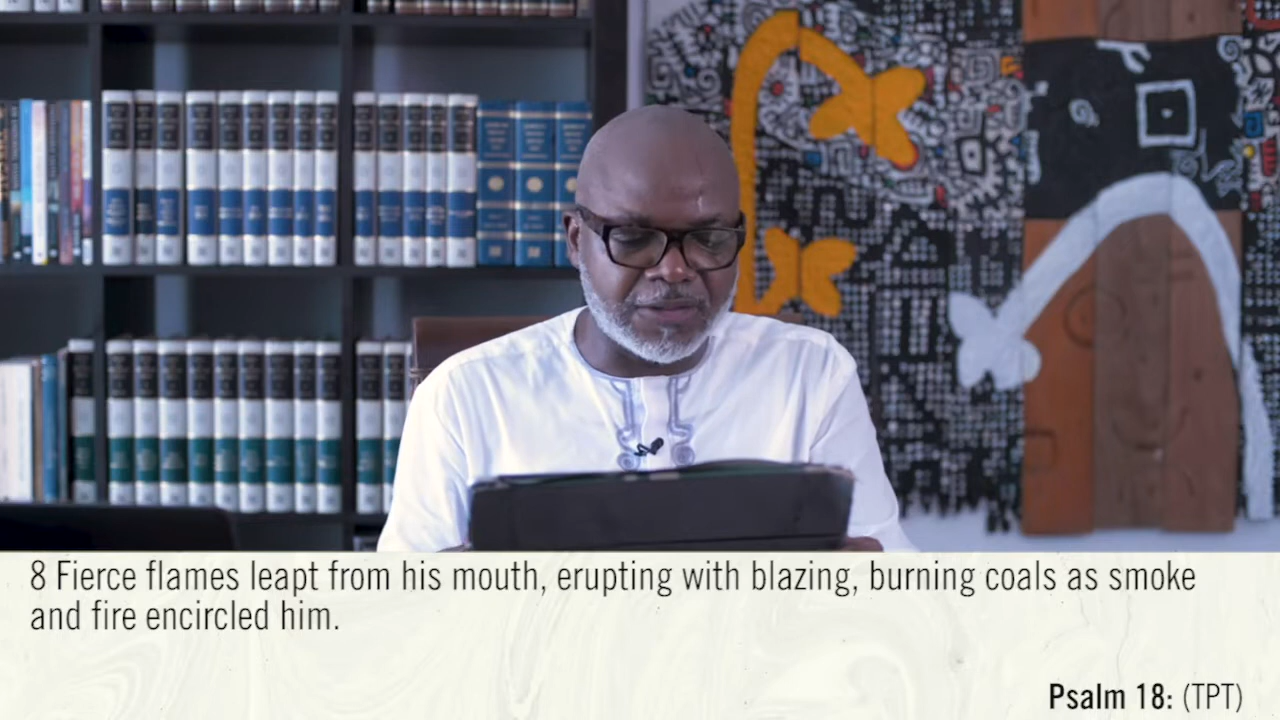 8 Fierce flames leapt from his mouth, erupting with blazing, burning coals as smoke
and fire encircled him.
Psalm 18: (TPT)